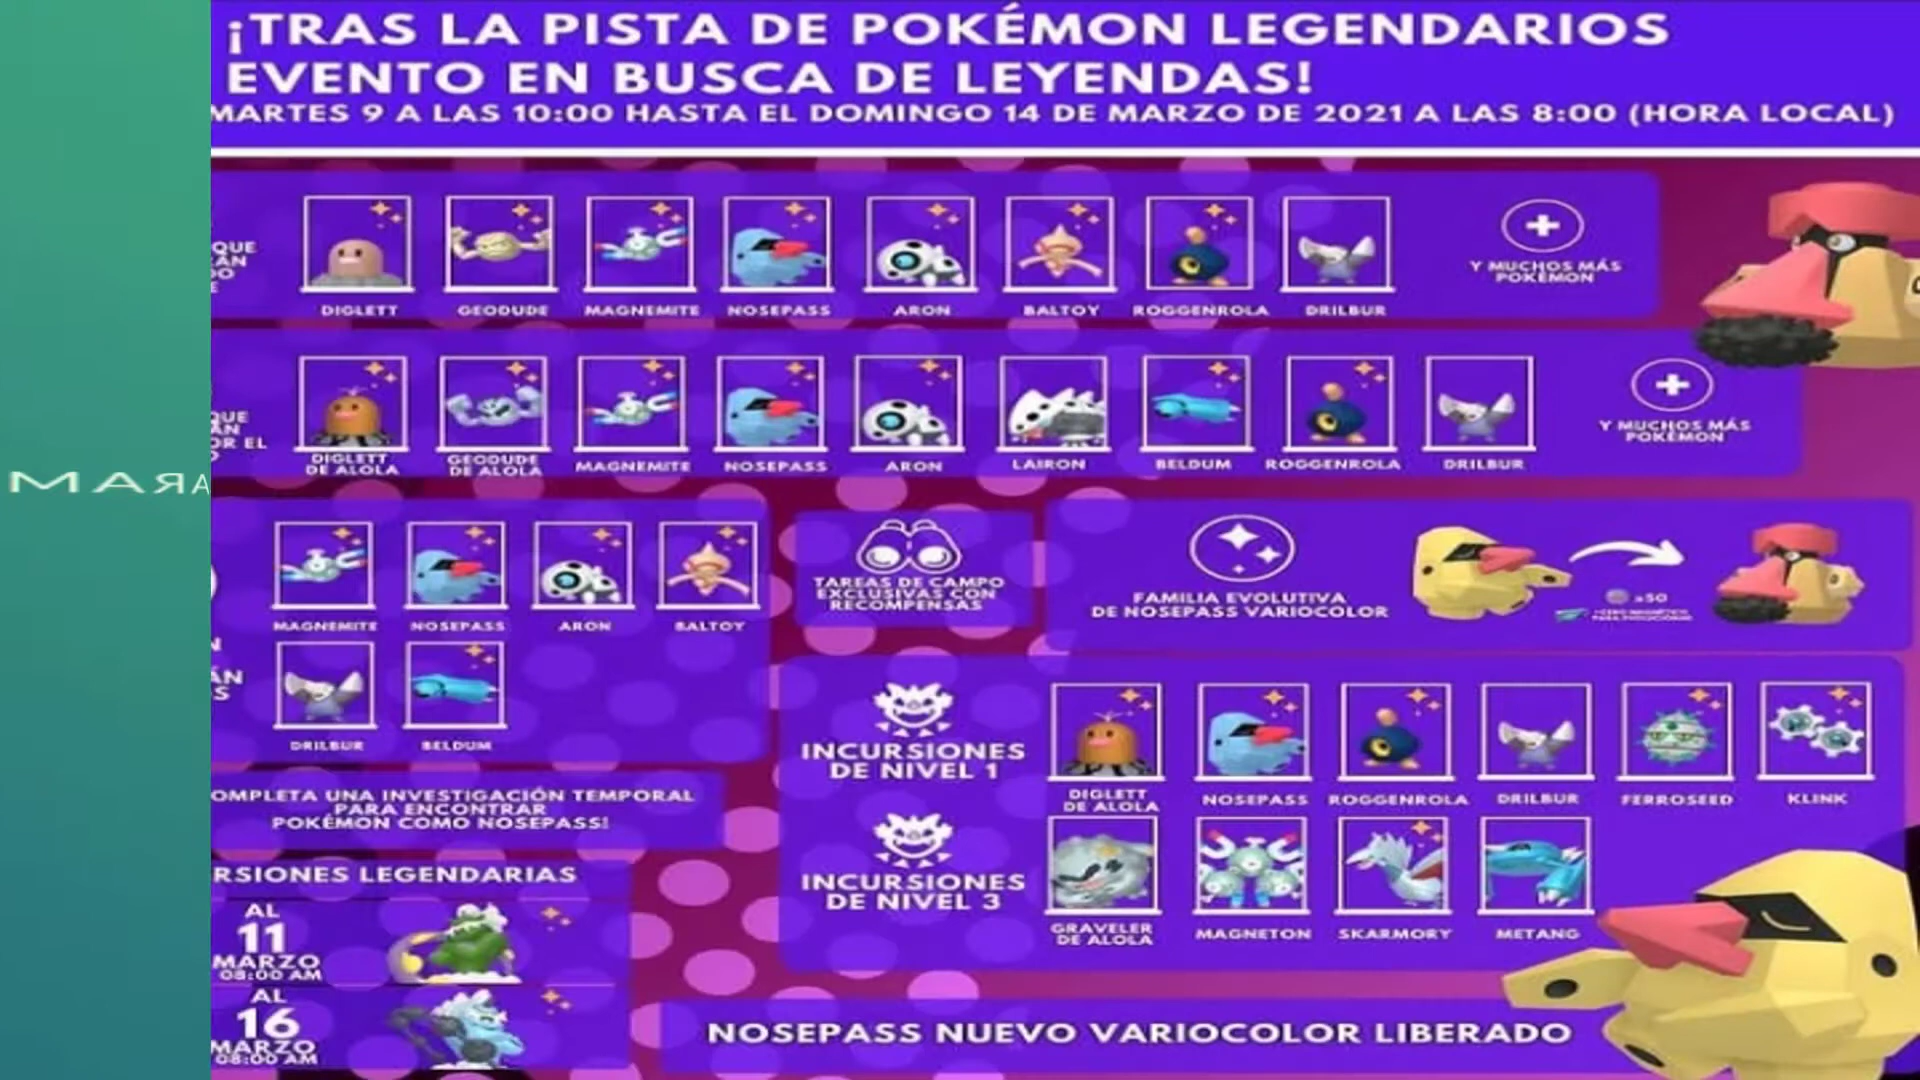 ¡TRAS LA PISTA DE POKÉMON LEGENDARIOS
EVENTO EN BUSCA DE LEYENDAS!
MARTES 9 A LAS 10:00 HASTA EL DOMINGO 14 DE MARZO DE 2021 A LAS 8:00 (HORA LOCAL)
QUE
DIGLETT GEODUDE MAGNEMITE NOSEPASS ARON BALTOY ROGGENROLA DRILBUR
Y MUCHOS MÁS
POKÉMON
QUE
OR EL
DIGLETT
DE ALOLA
GEODUDE
DE ALOLA
MAGNEMITE NOSEPASS ARON LAIRON BELDUM ROGGENROLA DRILBUR
Y MUCHOS MÁS
POKÉMON
MAЯA
MAGNEMITE NOSEPASS ARON BALTOY
DRILBUR BELDUM
TAREAS DE CAMPO
EXCLUSIVAS CON
RECOMPENSAS
FAMILIA EVOLUTIVA
DE NOSEPASS VARIOCOLOR
x50
OMPLETA UNA INVESTIGACIÓN TEMPORAL
PARA ENCONTRAR
POKÉMON COMO NOSEPASS!
INCURSIONES
DE NIVEL 1
DIGLETT
DE ALOLA
NOSEPASS ROGGENROLA DRILBUR FERROSEED KLINK
INCURSIONES
DE NIVEL 3
GRAVELER
DE ALOLA
MAGNETON SKARMORY METANG
RSIONES LEGENDARIAS
AL
11
MARZO
08:00 AM
AL
16
MARZO
08:00 AM
NOSEPASS NUEVO VARIOCOLOR LIBERADO